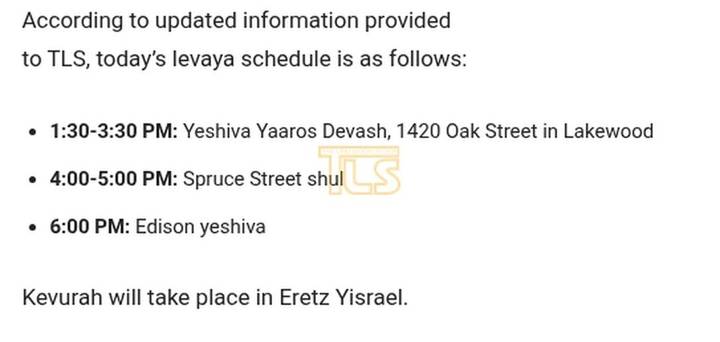 According to updated information provided
to TLS, today's levaya schedule is as follows:
• 1:30-3:30 PM: Yeshiva Yaaros Devash, 1420 Oak Street in Lakewood
TLS
• 4:00-5:00 PM: Spruce Street shul
• 6:00 PM: Edison yeshiva
Kevurah will take place in Eretz Yisrael.